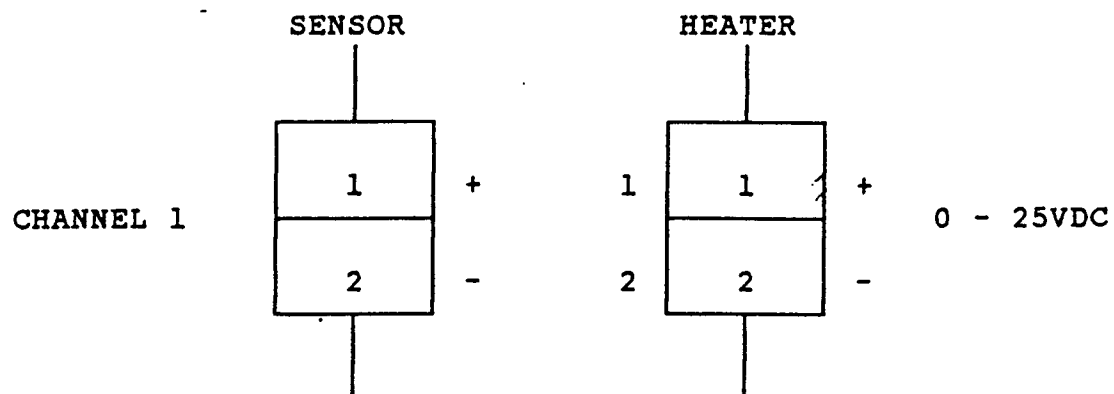 SENSOR HEATER
1 + 1 1 +
CHANNEL 1 0 - 25VDC
2 - 2 2 -